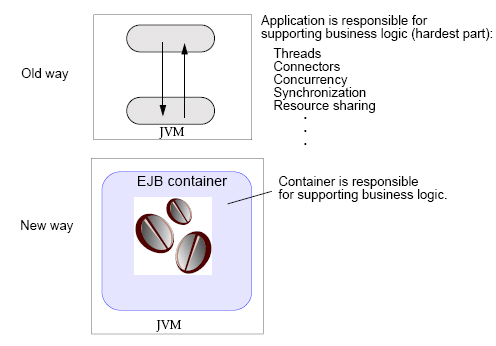 Application is responsible for
supporting business logic (hardest part):
Threads
Connectors
Concurrency
Synchronization
Resource sharing
.
.
.
Old way
JVM
EJB container
Container is responsible
for supporting business logic.
New way
JVM